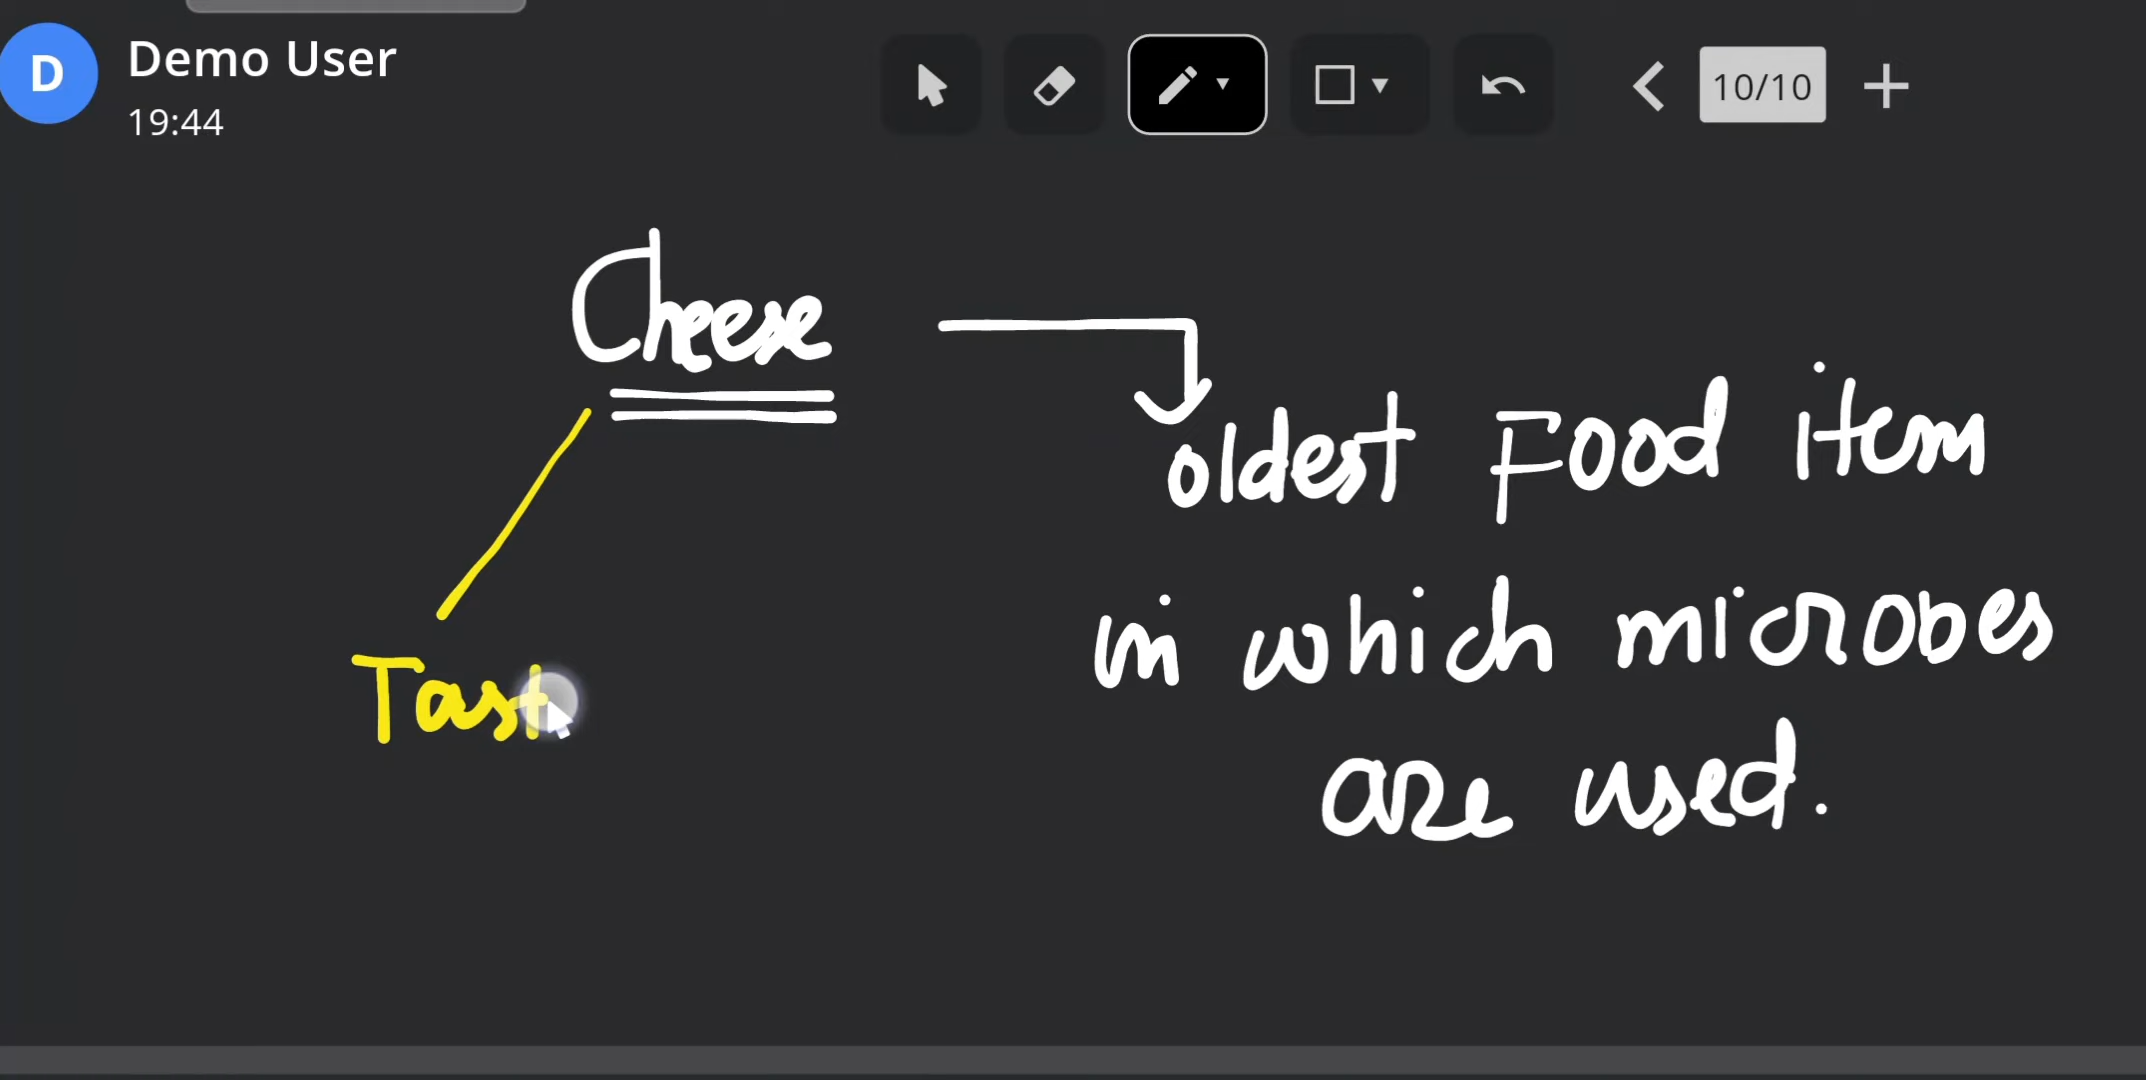 D
Demo User
19:44
10/10
Cheese
oldest Food item
in which microbes
are used.
Tast